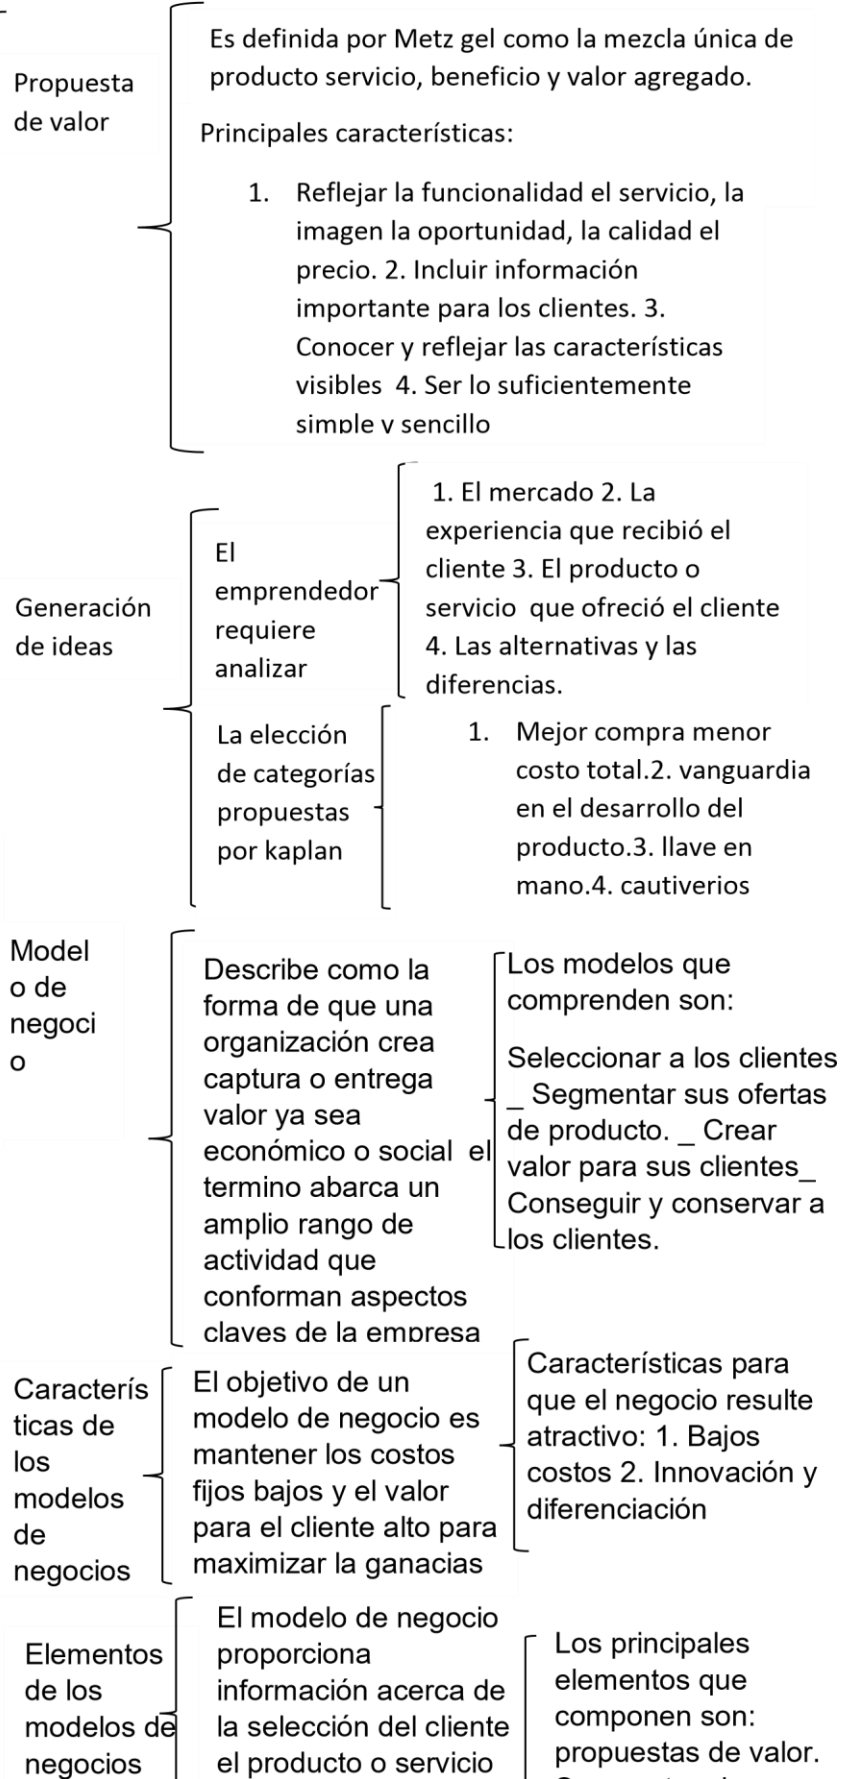 Propuesta
de valor
Es definida por Metz gel como la mezcla única de
producto servicio, beneficio y valor agregado.
Principales características:
1. Reflejar la funcionalidad el servicio, la
imagen la oportunidad, la calidad el
precio. 2. Incluir información
importante para los clientes. 3.
Conocer y reflejar las características
visibles 4. Ser lo suficientemente
simple y sencillo
Generación
de ideas
El
emprendedor
requiere
analizar
1. El mercado 2. La
experiencia que recibió el
cliente 3. El producto o
servicio que ofreció el cliente
4. Las alternativas y las
diferencias.
La elección
de categorías
propuestas
por kaplan
1. Mejor compra menor
costo total.2. vanguardia
en el desarrollo del
producto.3. llave en
mano.4. cautiverios
Model
o de
negoci
o
Describe como la
forma de que una
organización crea
captura o entrega
valor ya sea
económico o social el
termino abarca un
amplio rango de
actividad que
conforman aspectos
claves de la empresa
Los modelos que
comprenden son:
Seleccionar a los clientes
_ Segmentar sus ofertas
de producto. _ Crear
valor para sus clientes_
Conseguir y conservar a
los clientes.
Caracterís
ticas de
los
modelos
de
negocios
El objetivo de un
modelo de negocio es
mantener los costos
fijos bajos y el valor
para el cliente alto para
maximizar la ganacias
Características para
que el negocio resulte
atractivo: 1. Bajos
costos 2. Innovación y
diferenciación
Elementos
de los
modelos de
negocios
El modelo de negocio
proporciona
información acerca de
la selección del cliente
el producto o servicio
Los principales
elementos que
componen son:
propuestas de valor.